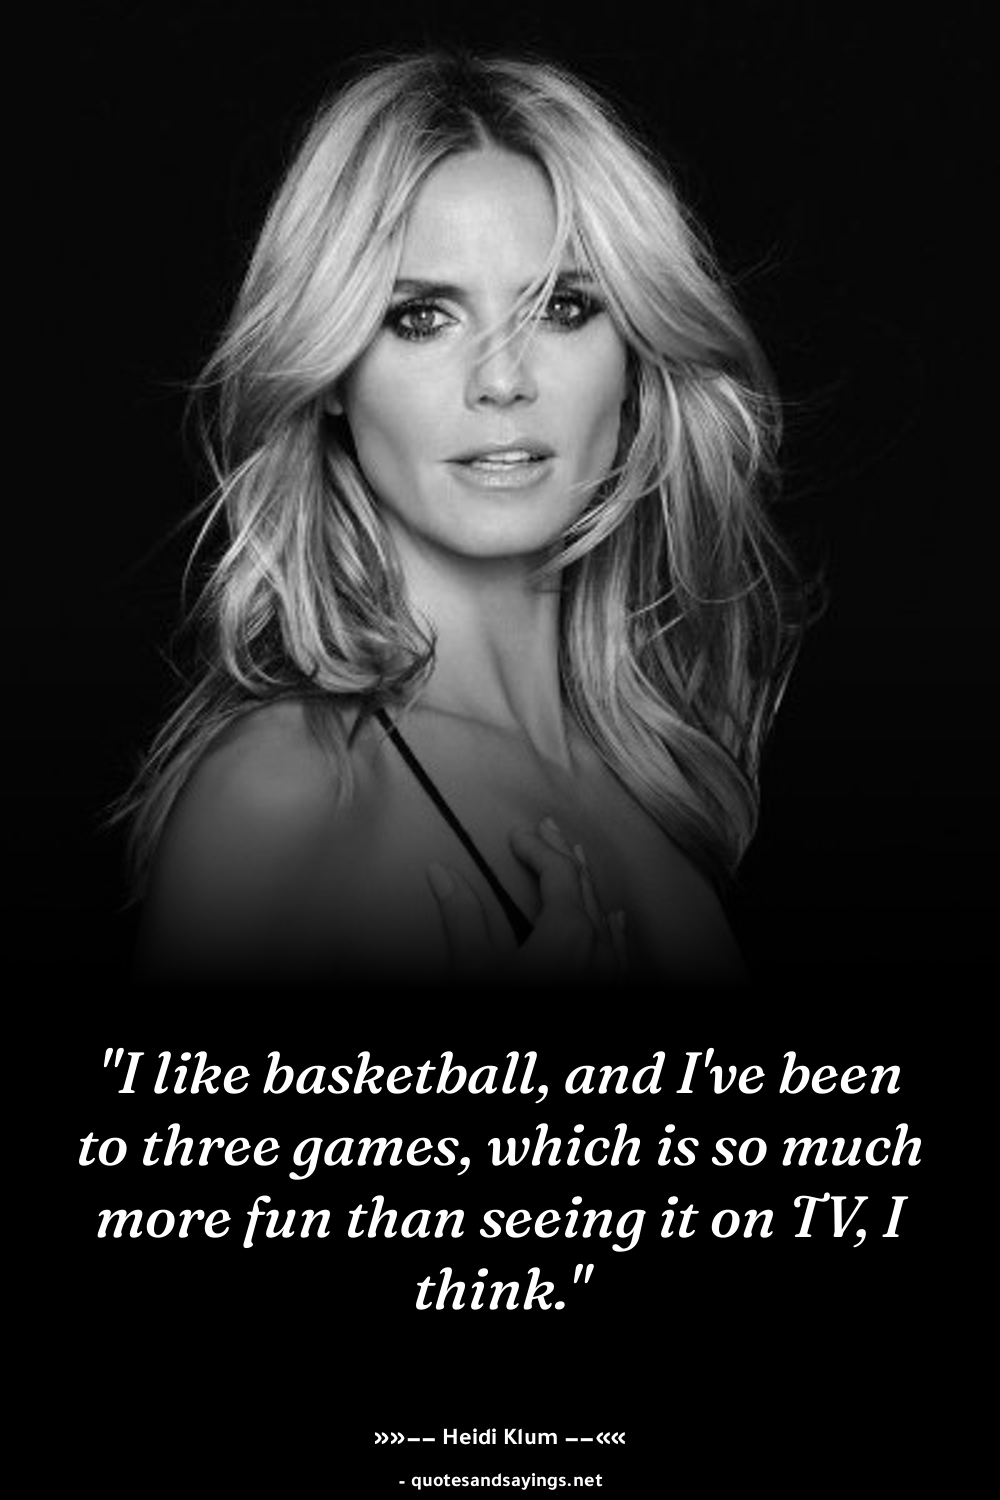 "I like basketball, and I've been
to three games, which is so much
more fun than seeing it on TV, I
think."
»»−− Heidi Klum −−««
- quotesandsayings.net